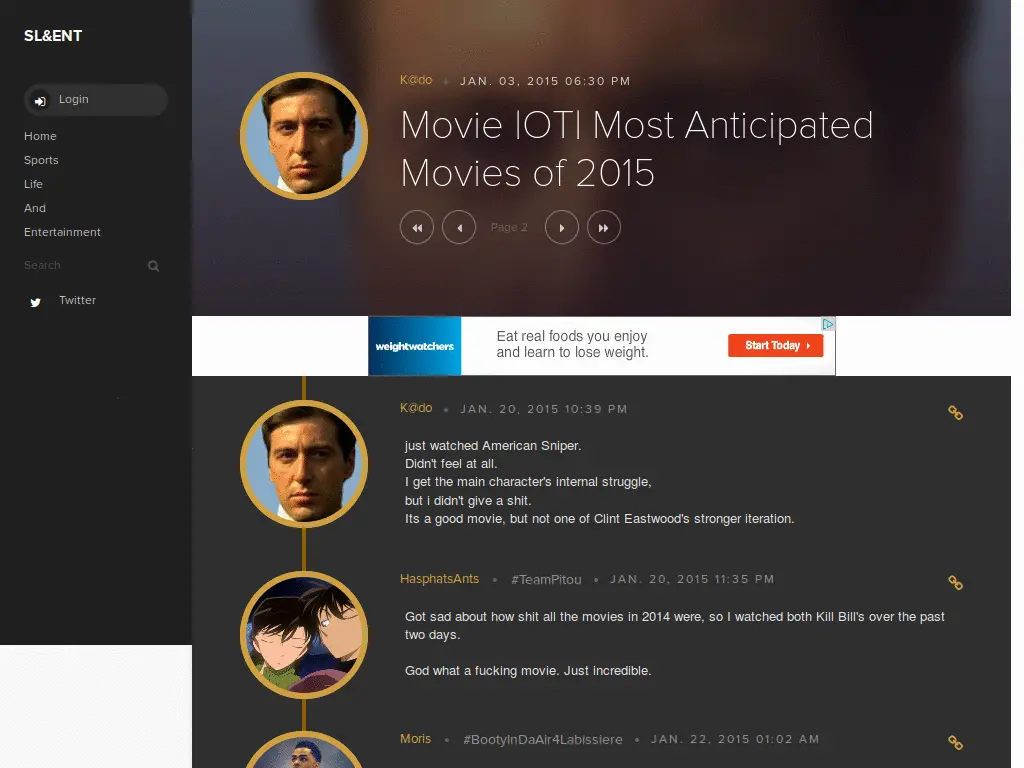 SL&ENT
Login
Home
Sports
Life
And
Entertainment
Search
Twitter
K@do • JAN. 03, 2015 06:30 PM
Movie |OT| Most Anticipated
Movies of 2015
Page 2
weightwatchers
Eat real foods you enjoy
and learn to lose weight.
Start Today
K@do • JAN. 20, 2015 10:39 PM
just watched American Sniper.
Didn't feel at all.
I get the main character's internal struggle,
but i didn't give a shit.
Its a good movie, but not one of Clint Eastwood's stronger iteration.
HasphatsAnts • #TeamPitou • JAN. 20, 2015 11:35 PM
Got sad about how shit all the movies in 2014 were, so I watched both Kill Bill's over the past
two days.
God what a fucking movie. Just incredible.
Moris • #BootyInDaAir4Labissiere • JAN. 22, 2015 01:02 AM